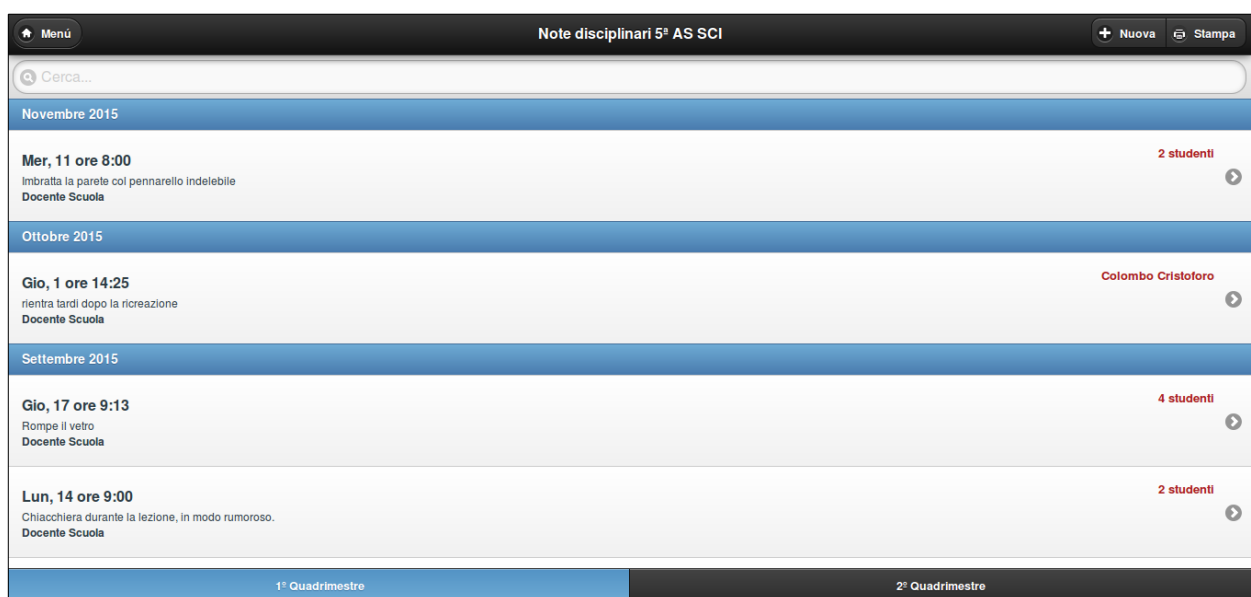 Menú
Note disciplinari 5ª AS SCI
Nuova
Stampa
Cerca...
Novembre 2015
Mer, 11 ore 8:00
2 studenti
Imbratta la parete col pennarello indelebile
Docente Scuola
Ottobre 2015
Gio, 1 ore 14:25
Colombo Cristoforo
rientra tardi dopo la ricreazione
Docente Scuola
Settembre 2015
Gio, 17 ore 9:13
4 studenti
Rompe il vetro
Docente Scuola
Lun, 14 ore 9:00
2 studenti
Chiacchiera durante la lezione, in modo rumoroso.
Docente Scuola
1º Quadrimestre
2º Quadrimestre